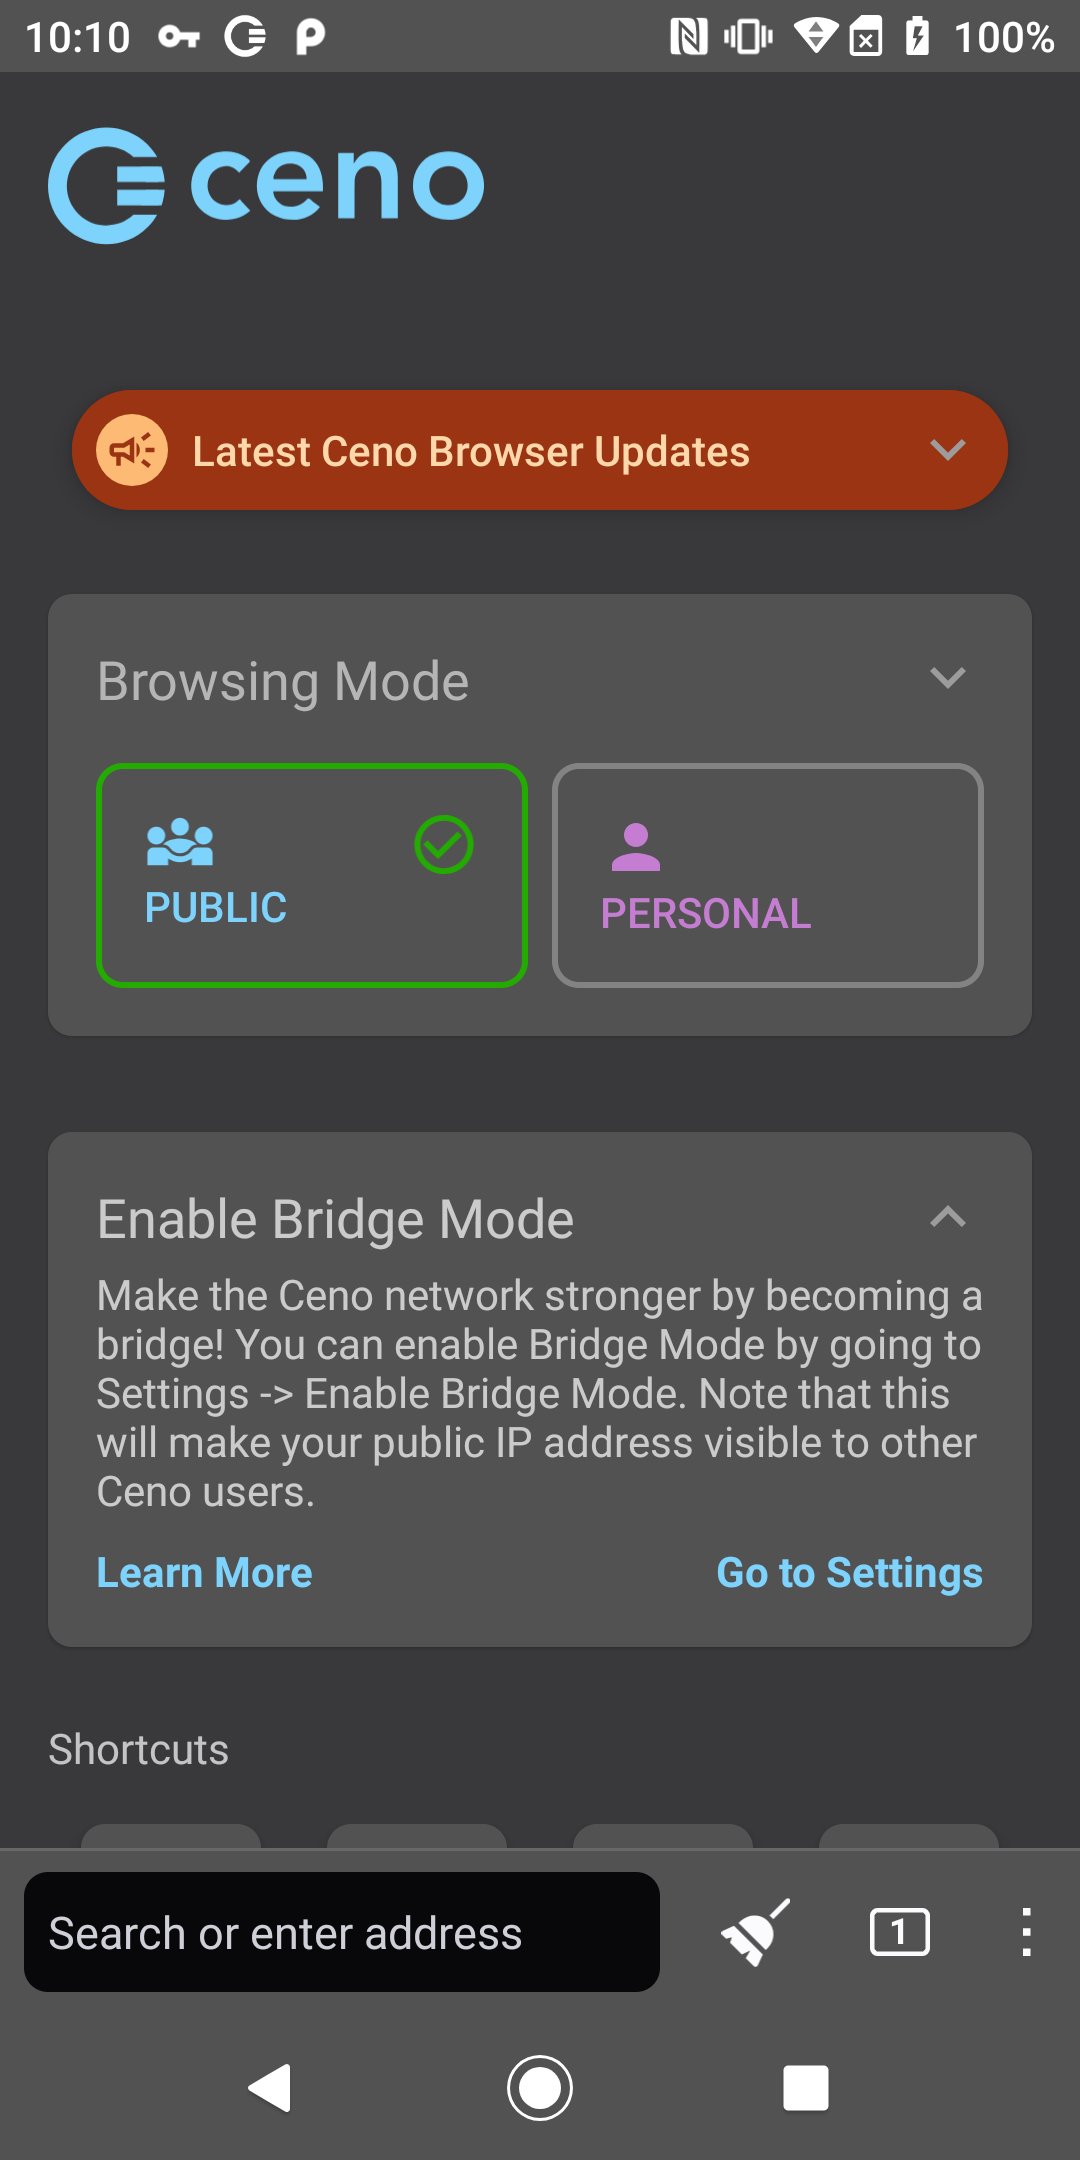 10:10
100%
ceno
Latest Ceno Browser Updates
Browsing Mode
PUBLIC
PERSONAL
Enable Bridge Mode
Make the Ceno network stronger by becoming a
bridge! You can enable Bridge Mode by going to
Settings -> Enable Bridge Mode. Note that this
will make your public IP address visible to other
Ceno users.
Learn More
Go to Settings
Shortcuts
Search or enter address
1